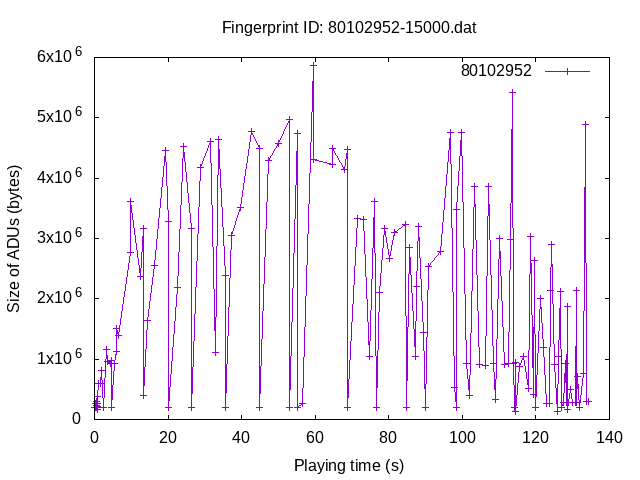 Fingerprint ID: 80102952-15000.dat
80102952
Size of ADUs (bytes)
6x10^6
5x10^6
4x10^6
3x10^6
2x10^6
1x10^6
0
0 20 40 60 80 100 120 140
Playing time (s)